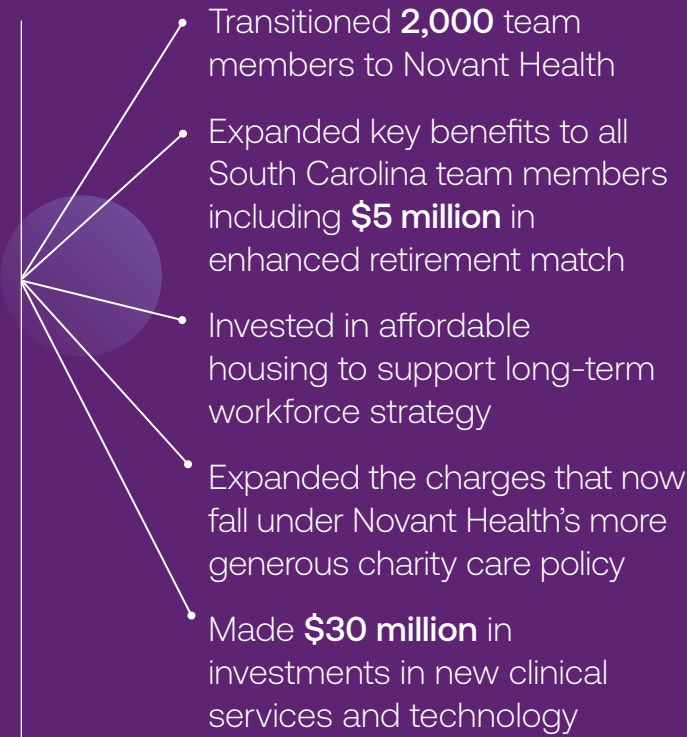 Transitioned 2,000 team
members to Novant Health
Expanded key benefits to all
South Carolina team members
including $5 million in
enhanced retirement match
Invested in affordable
housing to support long-term
workforce strategy
Expanded the charges that now
fall under Novant Health’s more
generous charity care policy
Made $30 million in
investments in new clinical
services and technology